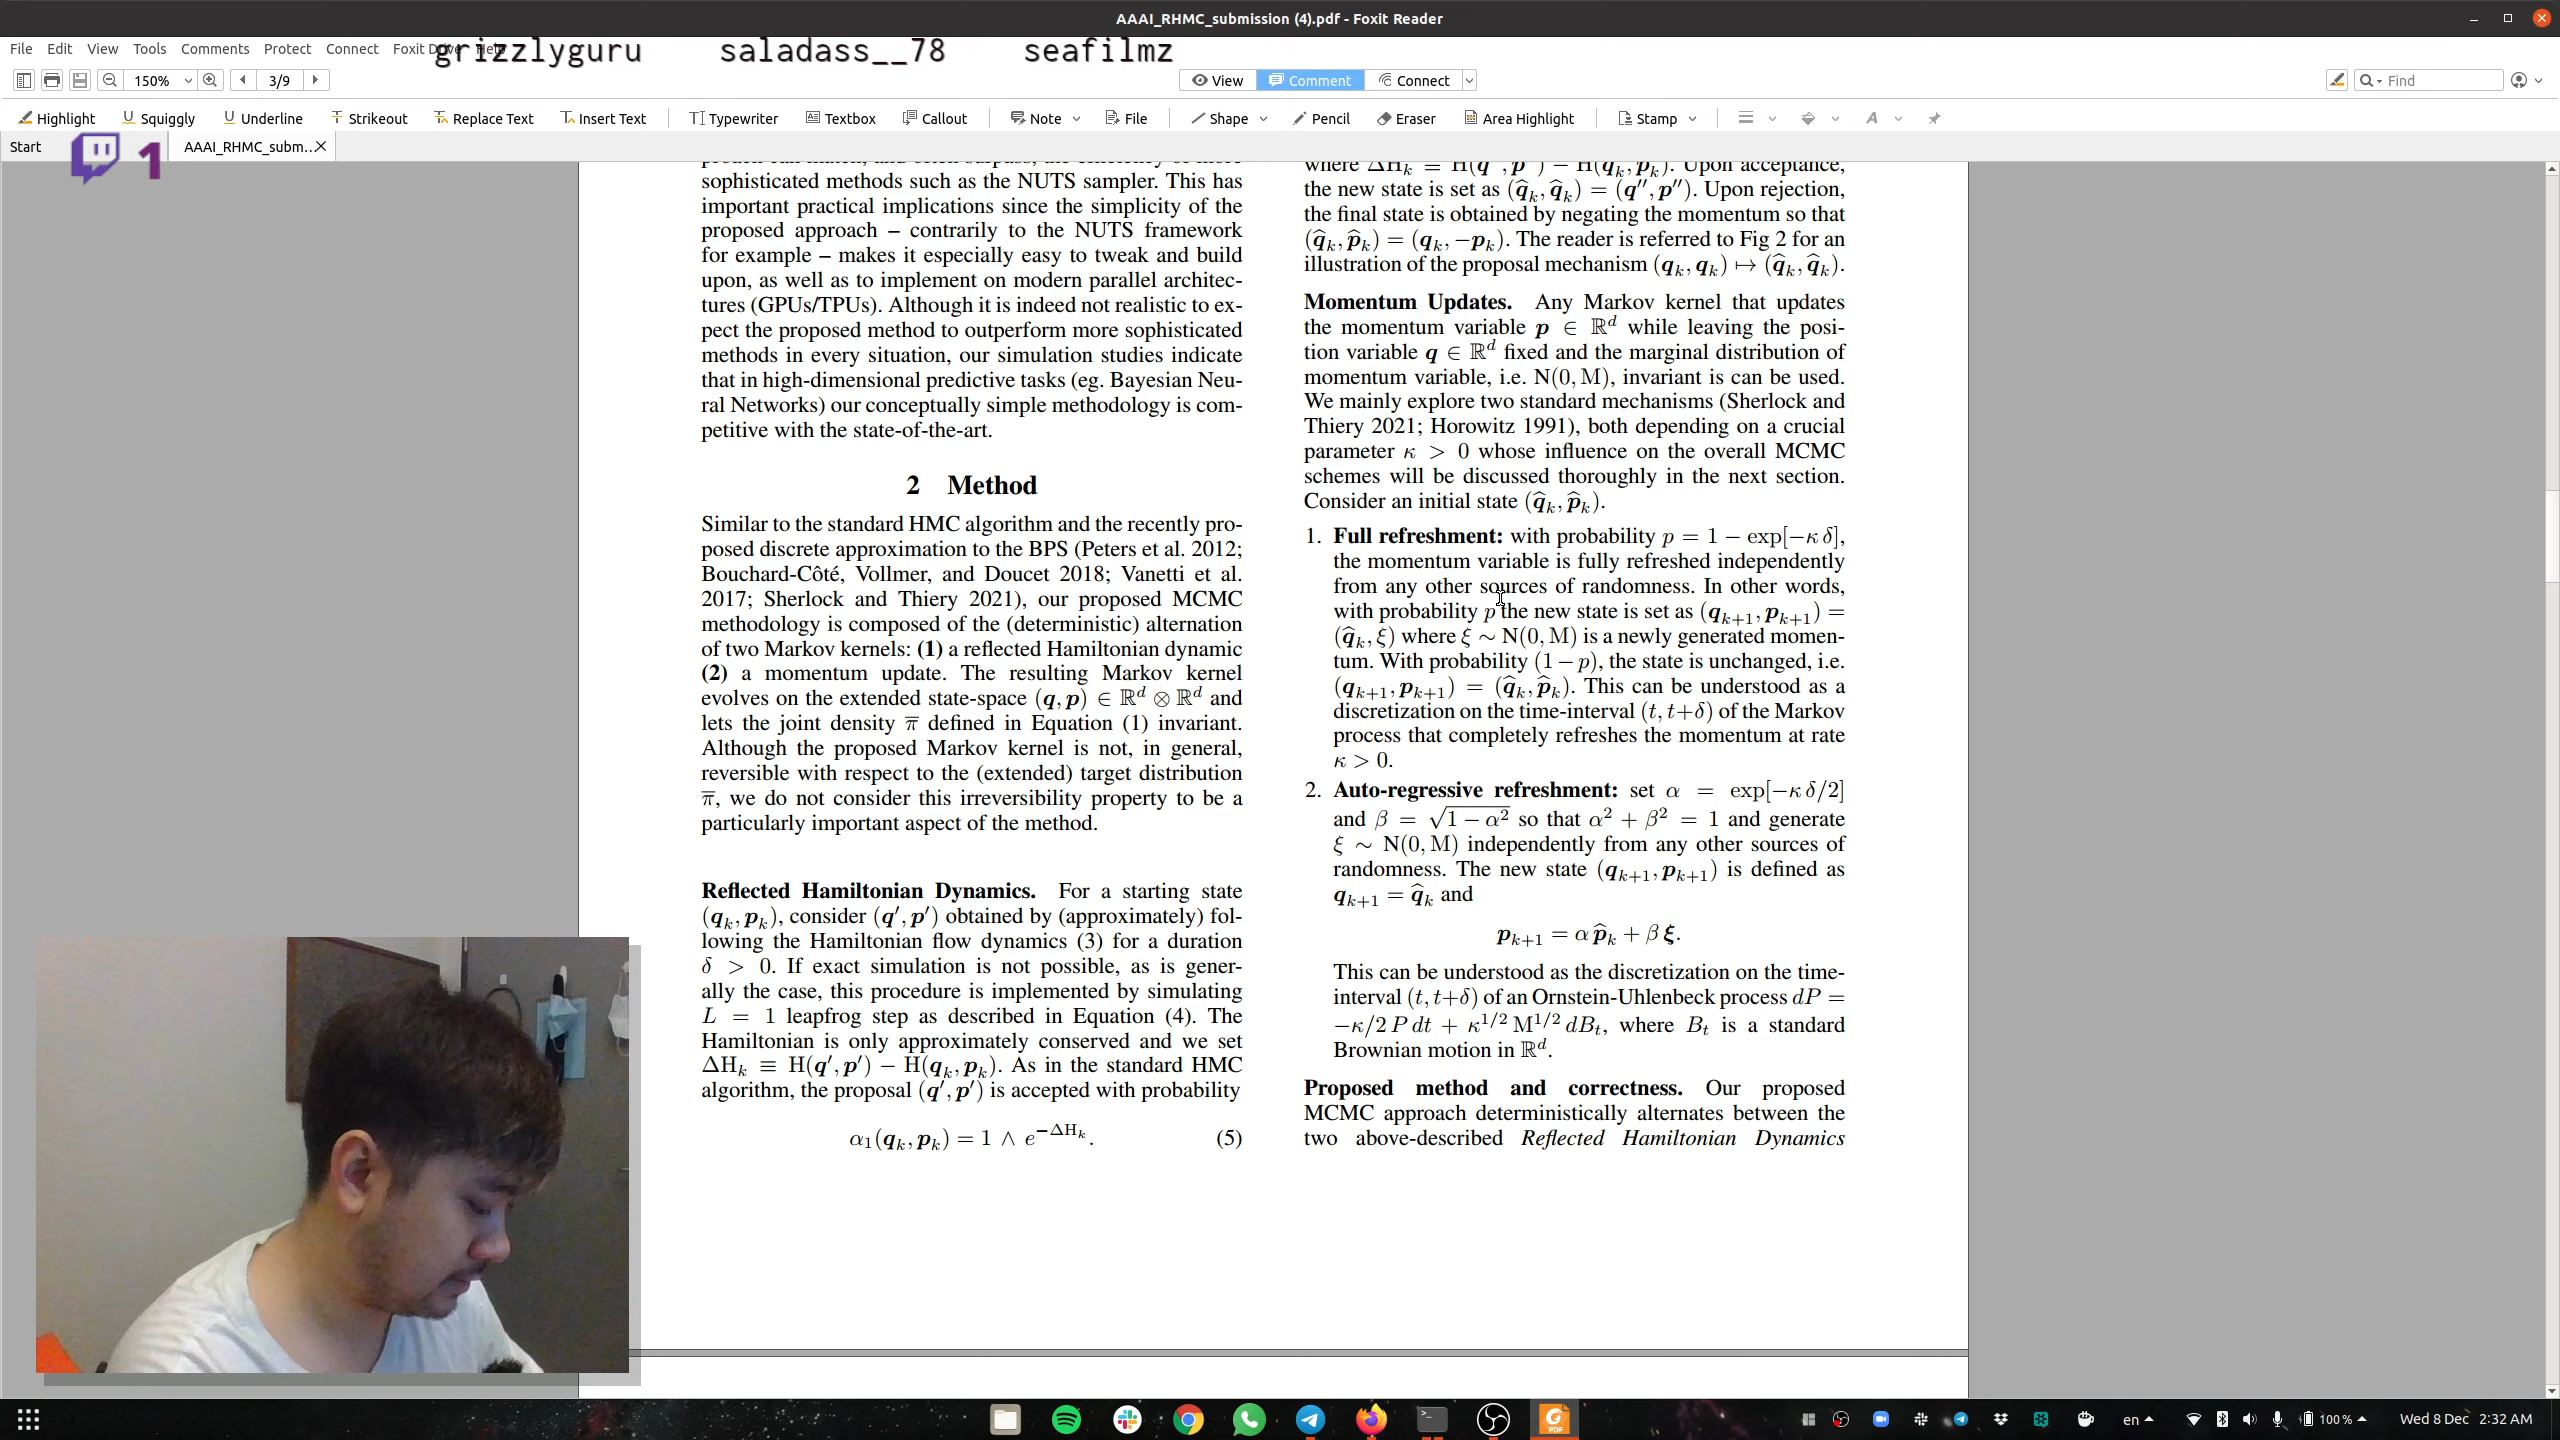 AAAI_RHMC_submission (4).pdf - Foxit Reader
File Edit View Tools Comments Protect Connect Foxit Drive Help
grizzlyguru saladass__78 seafilmz
150% 3/9 View Comment Connect Find
Highlight Squiggly Underline Strikeout Replace Text Insert Text Typewriter Textbox Callout Note File Shape Pencil Eraser Area Highlight Stamp
Start AAAI_RHMC_subm...
1
sophisticated methods such as the NUTS sampler. This has
important practical implications since the simplicity of the
proposed approach – contrarily to the NUTS framework
for example – makes it especially easy to tweak and build
upon, as well as to implement on modern parallel architec-
tures (GPUs/TPUs). Although it is indeed not realistic to ex-
pect the proposed method to outperform more sophisticated
methods in every situation, our simulation studies indicate
that in high-dimensional predictive tasks (eg. Bayesian Neu-
ral Networks) our conceptually simple methodology is com-
petitive with the state-of-the-art.
2 Method
Similar to the standard HMC algorithm and the recently pro-
posed discrete approximation to the BPS (Peters et al. 2012;
Bouchard-Côté, Vollmer, and Doucet 2018; Vanetti et al.
2017; Sherlock and Thiery 2021), our proposed MCMC
methodology is composed of the (deterministic) alternation
of two Markov kernels: (1) a reflected Hamiltonian dynamic
(2) a momentum update. The resulting Markov kernel
evolves on the extended state-space (q, p) ∈ ℝ^d ⊗ ℝ^d and
lets the joint density π̅ defined in Equation (1) invariant.
Although the proposed Markov kernel is not, in general,
reversible with respect to the (extended) target distribution
π̅, we do not consider this irreversibility property to be a
particularly important aspect of the method.
Reflected Hamiltonian Dynamics. For a starting state
(q_k, p_k), consider (q′, p′) obtained by (approximately) fol-
lowing the Hamiltonian flow dynamics (3) for a duration
δ > 0. If exact simulation is not possible, as is gener-
ally the case, this procedure is implemented by simulating
L = 1 leapfrog step as described in Equation (4). The
Hamiltonian is only approximately conserved and we set
ΔH_k ≡ H(q′, p′) − H(q_k, p_k). As in the standard HMC
algorithm, the proposal (q′, p′) is accepted with probability
α_1(q_k, p_k) = 1 ∧ e^{−ΔH_k}. (5)
where ΔH_k ≡ H(q″, p″) − H(q_k, p_k). Upon acceptance,
the new state is set as (q̂_k, q̂_k) = (q″, p″). Upon rejection,
the final state is obtained by negating the momentum so that
(q̂_k, p̂_k) = (q_k, −p_k). The reader is referred to Fig 2 for an
illustration of the proposal mechanism (q_k, q_k) ↦ (q̂_k, q̂_k).
Momentum Updates. Any Markov kernel that updates
the momentum variable p ∈ ℝ^d while leaving the posi-
tion variable q ∈ ℝ^d fixed and the marginal distribution of
momentum variable, i.e. N(0, M), invariant is can be used.
We mainly explore two standard mechanisms (Sherlock and
Thiery 2021; Horowitz 1991), both depending on a crucial
parameter κ > 0 whose influence on the overall MCMC
schemes will be discussed thoroughly in the next section.
Consider an initial state (q̂_k, p̂_k).
1. Full refreshment: with probability p = 1 − exp[−κ δ],
the momentum variable is fully refreshed independently
from any other sources of randomness. In other words,
with probability p the new state is set as (q_{k+1}, p_{k+1}) =
(q̂_k, ξ) where ξ ∼ N(0, M) is a newly generated momen-
tum. With probability (1 − p), the state is unchanged, i.e.
(q_{k+1}, p_{k+1}) = (q̂_k, p̂_k). This can be understood as a
discretization on the time-interval (t, t+δ) of the Markov
process that completely refreshes the momentum at rate
κ > 0.
2. Auto-regressive refreshment: set α = exp[−κ δ/2]
and β = √(1 − α²) so that α² + β² = 1 and generate
ξ ∼ N(0, M) independently from any other sources of
randomness. The new state (q_{k+1}, p_{k+1}) is defined as
q_{k+1} = q̂_k and
p_{k+1} = α p̂_k + β ξ.
This can be understood as the discretization on the time-
interval (t, t+δ) of an Ornstein-Uhlenbeck process dP =
−κ/2 P dt + κ^{1/2} M^{1/2} dB_t, where B_t is a standard
Brownian motion in ℝ^d.
Proposed method and correctness. Our proposed
MCMC approach deterministically alternates between the
two above-described Reflected Hamiltonian Dynamics
en 100 % Wed 8 Dec 2:32 AM